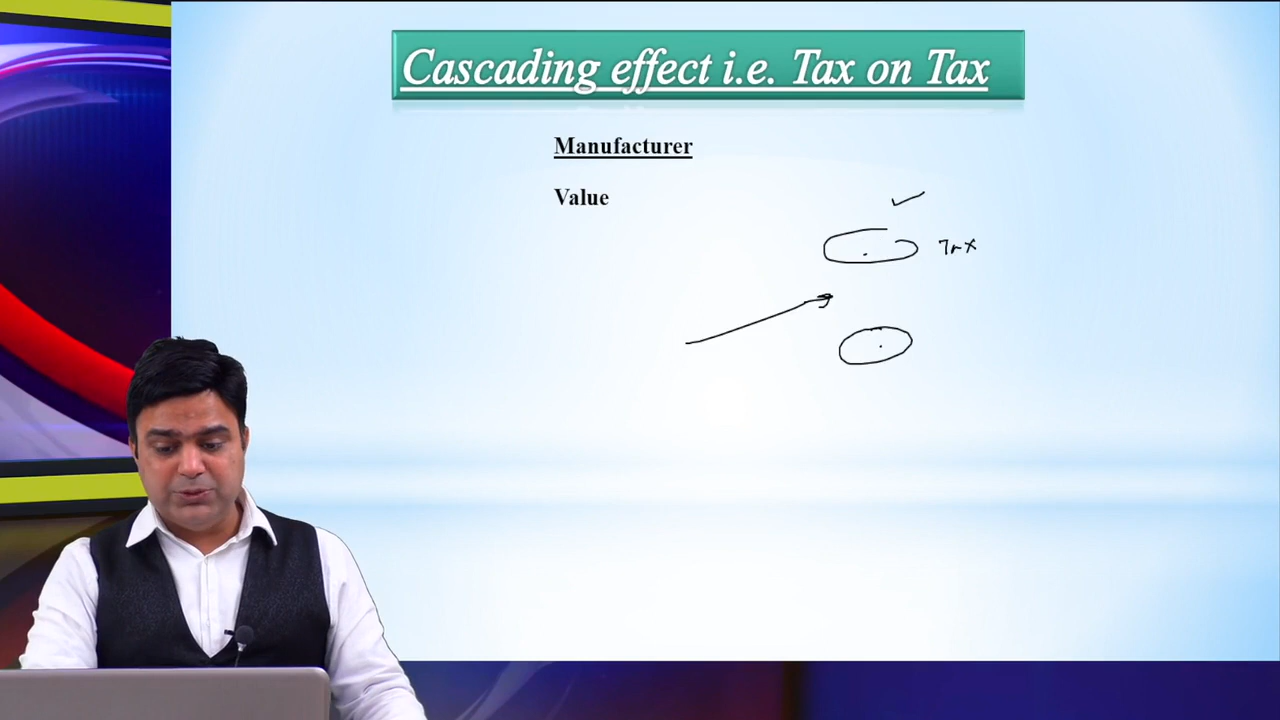 Cascading effect i.e. Tax on Tax
Manufacturer
Value
Tax